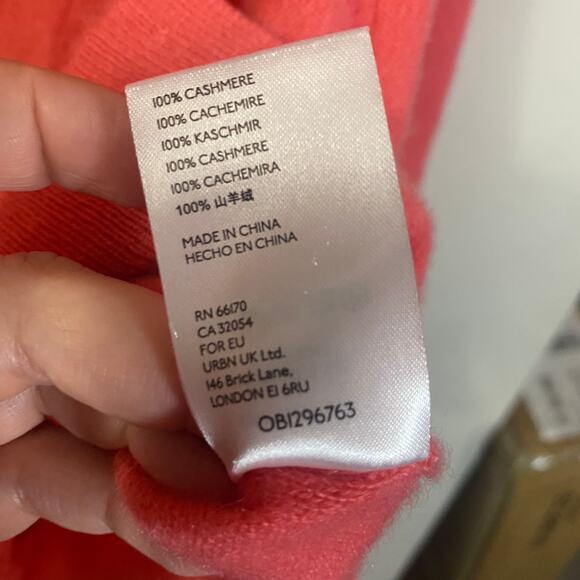 100% CASHMERE
100% CACHEMIRE
100% KASCHMIR
100% CASHMERE
100% CACHEMIRA
100% 山羊绒
MADE IN CHINA
HECHO EN CHINA
RN 66170
CA 32054
FOR EU
URBN UK Ltd.
146 Brick Lane,
LONDON E1 6RU
OB1296763